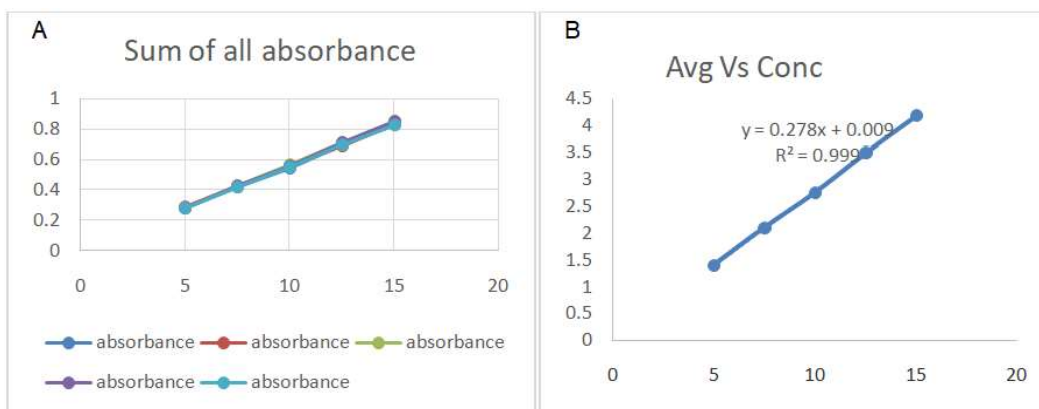 A
Sum of all absorbance
1
0.8
0.6
0.4
0.2
0
0 5 10 15 20
absorbance absorbance absorbance
absorbance absorbance
B
Avg Vs Conc
4.5
4
3.5
3
2.5
2
1.5
1
0.5
0
y = 0.278x + 0.009
R² = 0.999
0 5 10 15 20